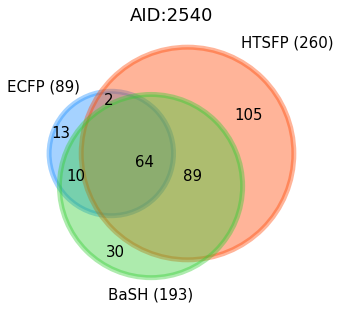 AID:2540
HTSFP (260)
ECFP (89)
2
105
13
64
10
89
30
BaSH (193)